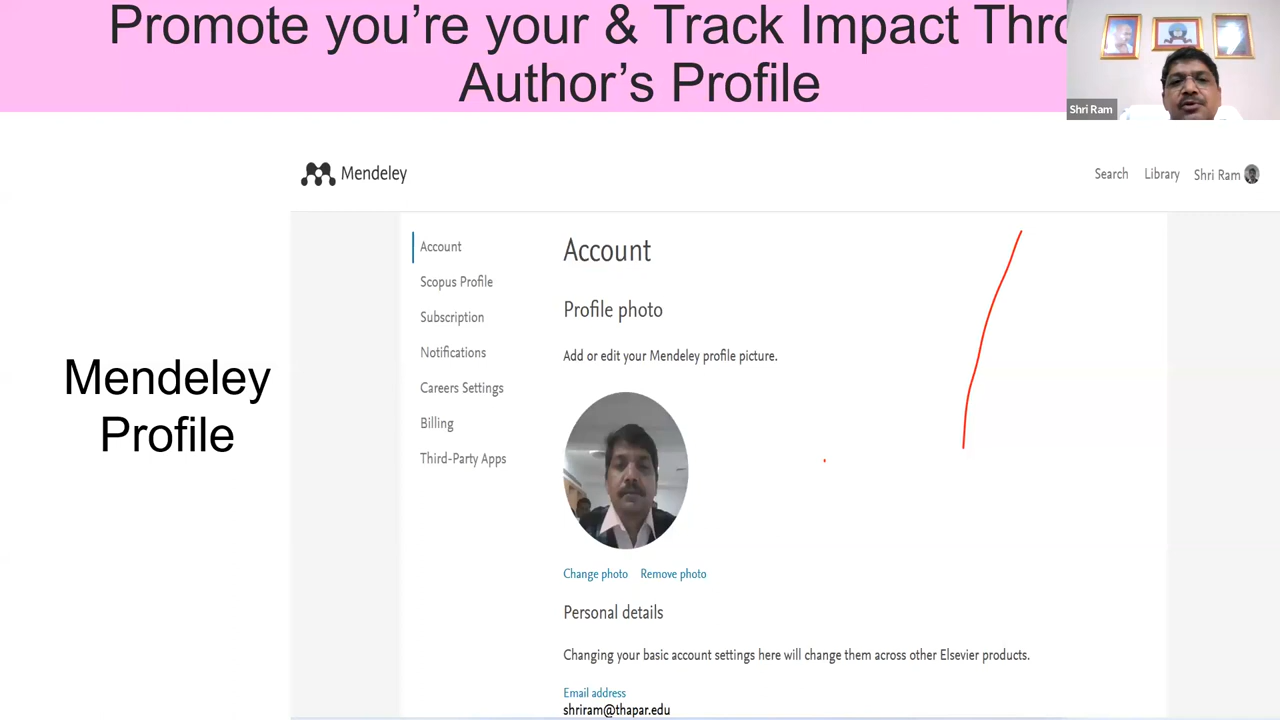 Promote you're your & Track Impact Thro
Author's Profile
Shri Ram
Mendeley
Search Library Shri Ram
Account
Scopus Profile
Subscription
Notifications
Careers Settings
Billing
Third-Party Apps
Account
Profile photo
Add or edit your Mendeley profile picture.
Change photo Remove photo
Personal details
Changing your basic account settings here will change them across other Elsevier products.
Email address
shriram@thapar.edu
Mendeley
Profile